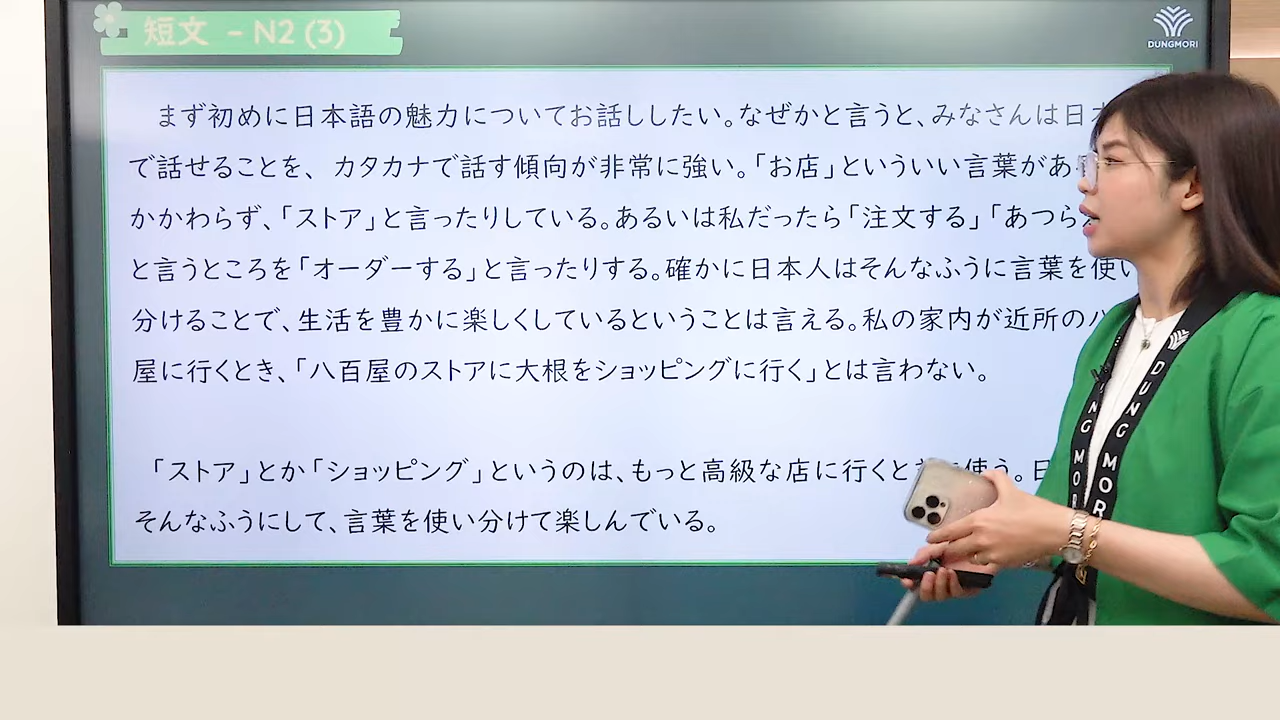 短文 - N2 (3)
DUNGMORI
まず初めに日本語の魅力についてお話ししたい。なぜかと言うと、みなさんは日
で話せることを、カタカナで話す傾向が非常に強い。「お店」といういい言葉があ
かかわらず、「ストア」と言ったりしている。あるいは私だったら「注文する」「あつら
と言うところを「オーダーする」と言ったりする。確かに日本人はそんなふうに言葉を使い
分けることで、生活を豊かに楽しくしているということは言える。私の家内が近所の
屋に行くとき、「八百屋のストアに大根をショッピングに行く」とは言わない。
「ストア」とか「ショッピング」というのは、もっと高級な店に行くと 使う。日
そんなふうにして、言葉を使い分けて楽しんでいる。
DUNG MOR
UNG MOR